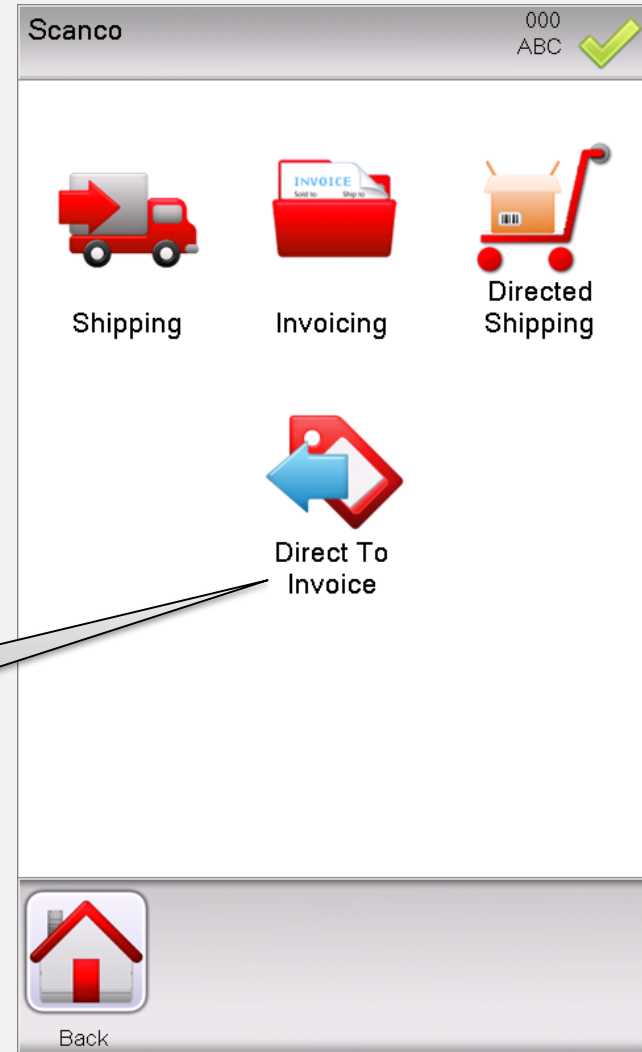 Scanco
000
ABC
INVOICE
Sold to Ship to
Shipping
Invoicing
Directed
Shipping
Direct To
Invoice
Back